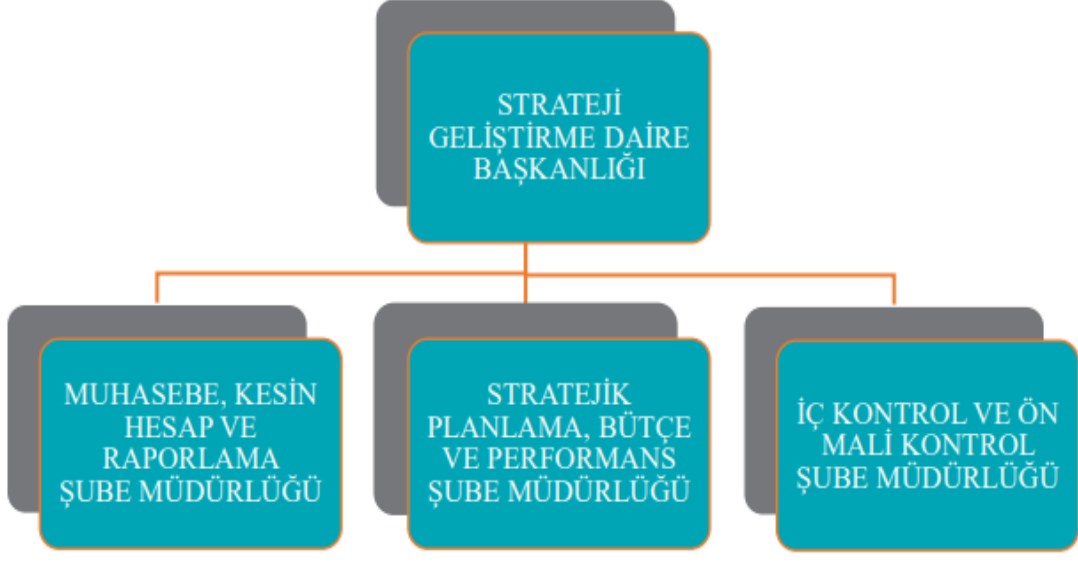 STRATEJİ
GELİŞTİRME DAİRE
BAŞKANLIĞI
MUHASEBE, KESİN
HESAP VE
RAPORLAMA
ŞUBE MÜDÜRLÜĞÜ
STRATEJİK
PLANLAMA, BÜTÇE
VE PERFORMANS
ŞUBE MÜDÜRLÜĞÜ
İÇ KONTROL VE ÖN
MALİ KONTROL
ŞUBE MÜDÜRLÜĞÜ